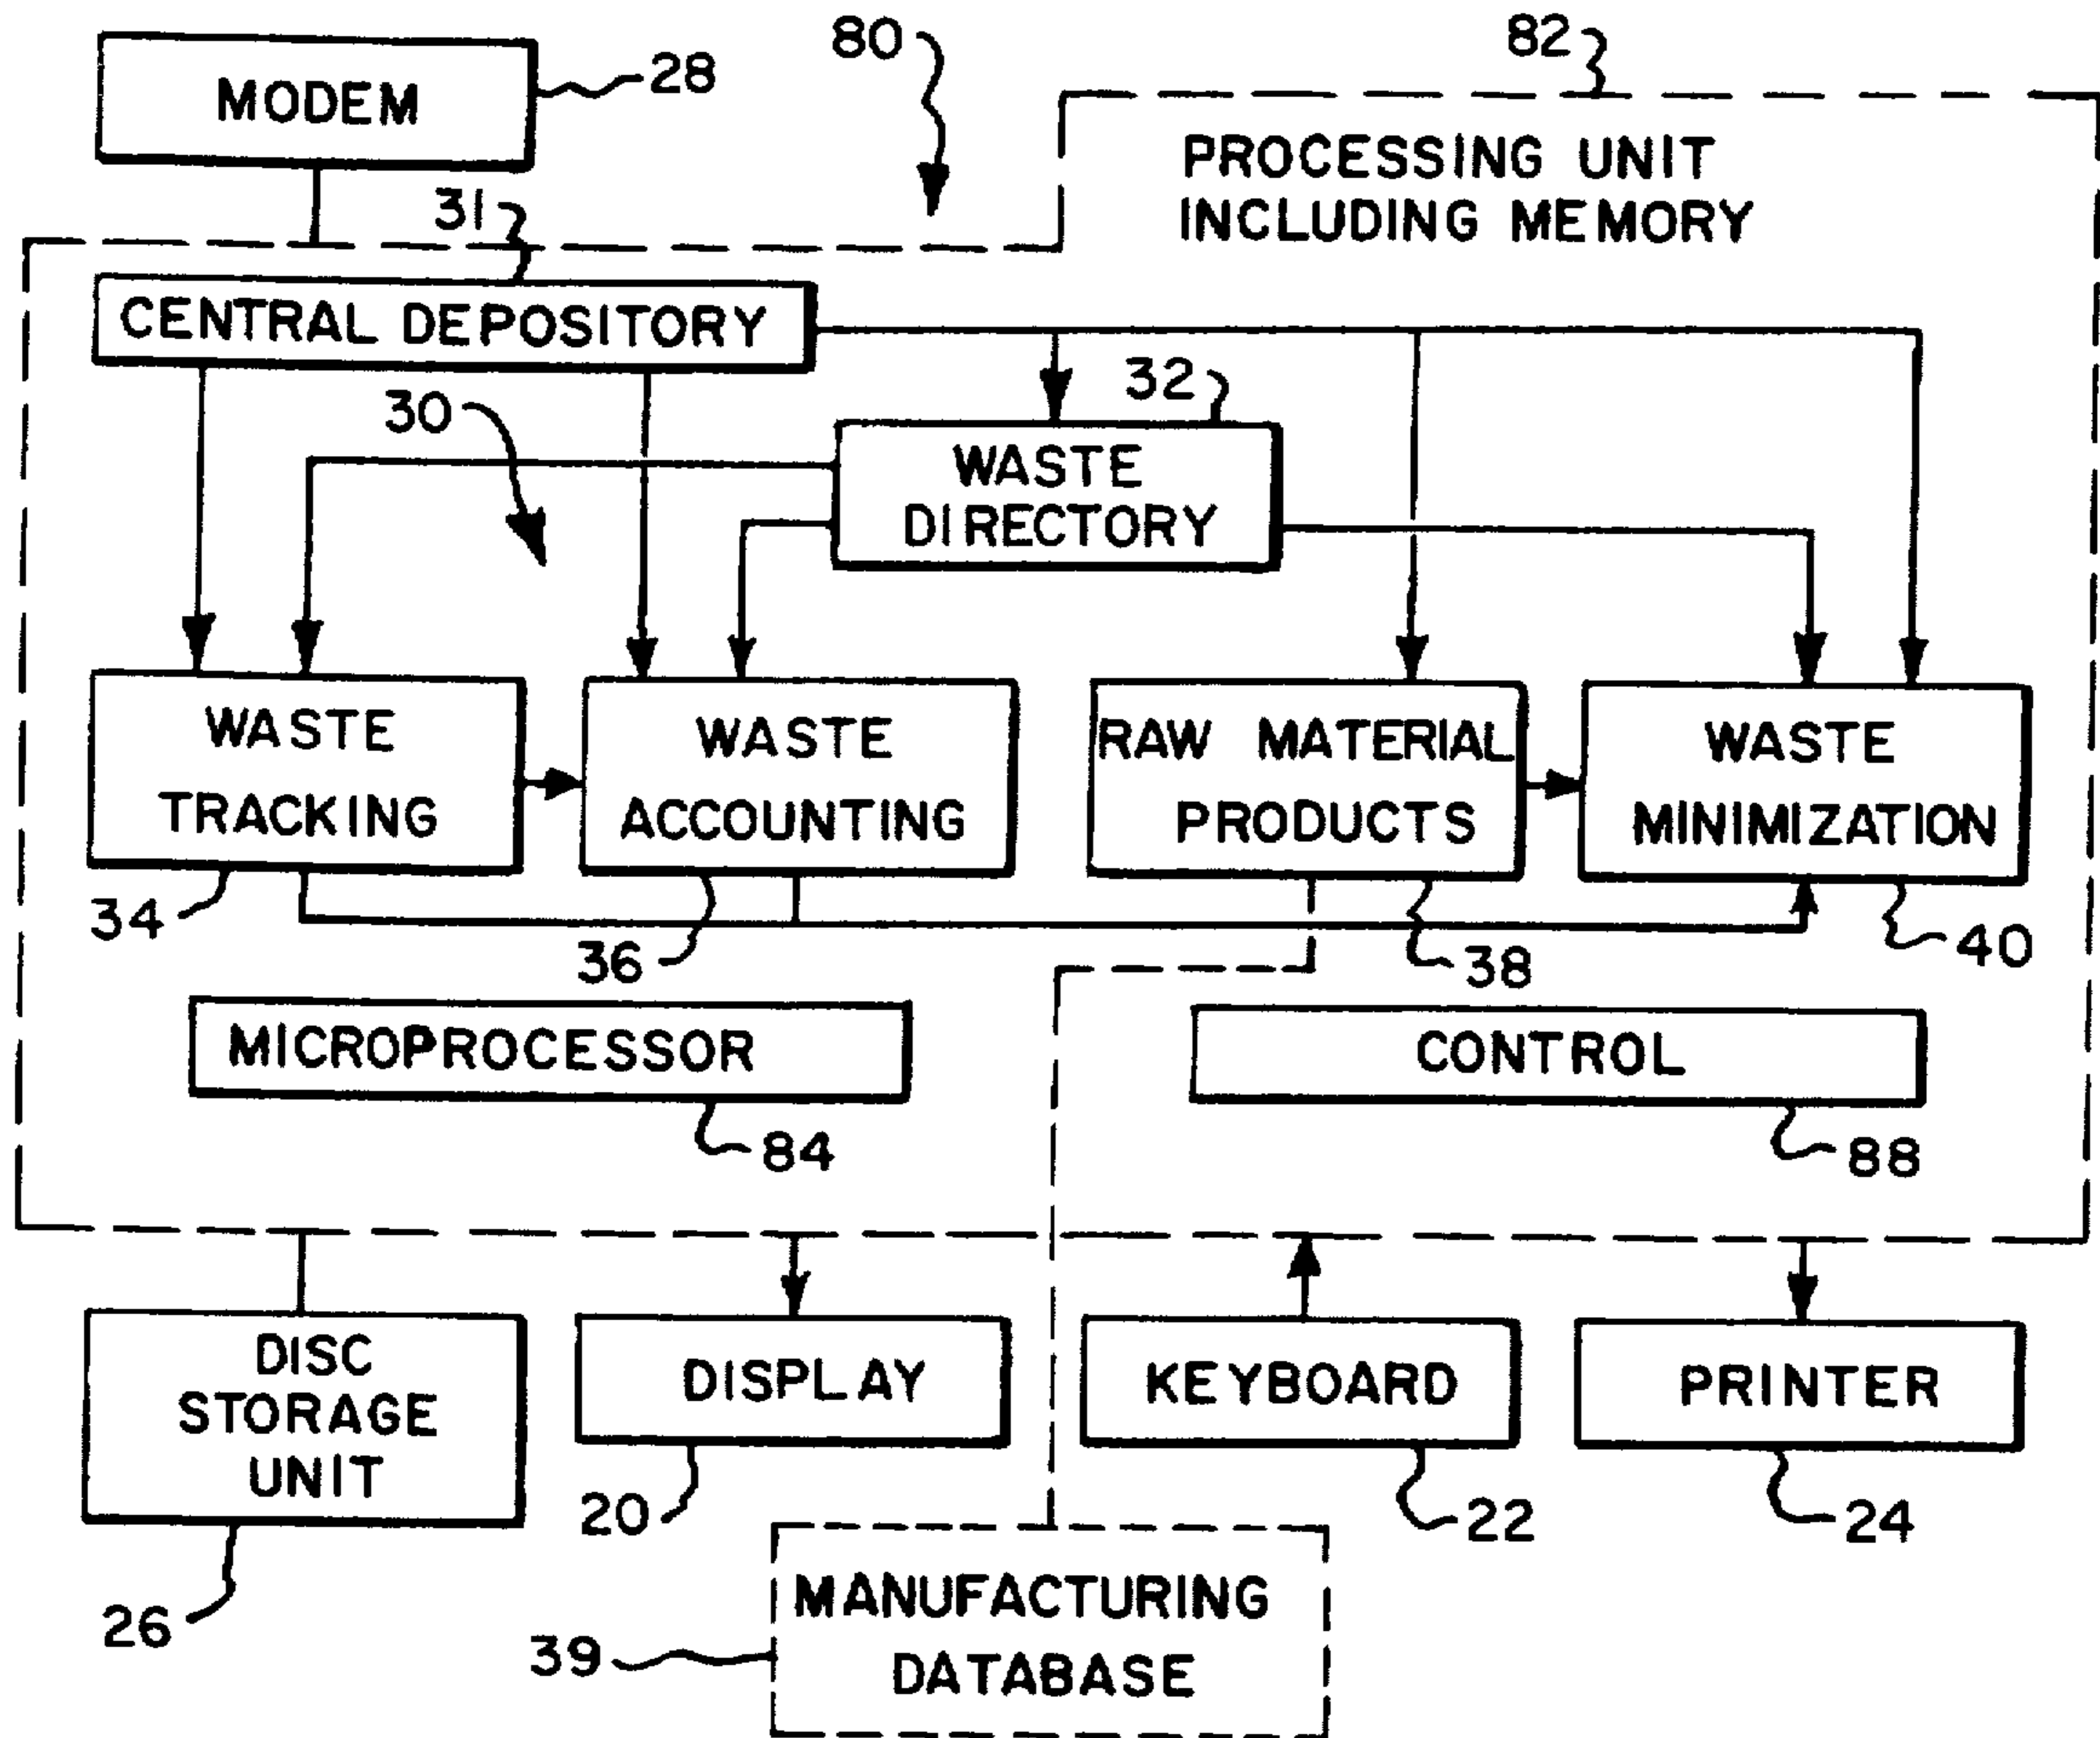 MODEM
28
80
82
PROCESSING UNIT
INCLUDING MEMORY
31
CENTRAL DEPOSITORY
30
32
WASTE
DIRECTORY
WASTE
TRACKING
WASTE
ACCOUNTING
RAW MATERIAL
PRODUCTS
WASTE
MINIMIZATION
34
36
38
40
MICROPROCESSOR
84
CONTROL
88
DISC
STORAGE
UNIT
DISPLAY
KEYBOARD
PRINTER
26
20
22
24
MANUFACTURING
DATABASE
39